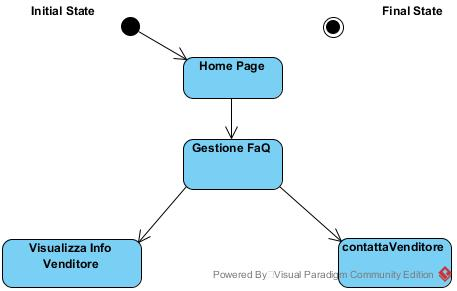 Initial State
Final State
Home Page
Gestione FaQ
Visualizza Info
Venditore
contattaVenditore
Powered By Visual Paradigm Community Edition